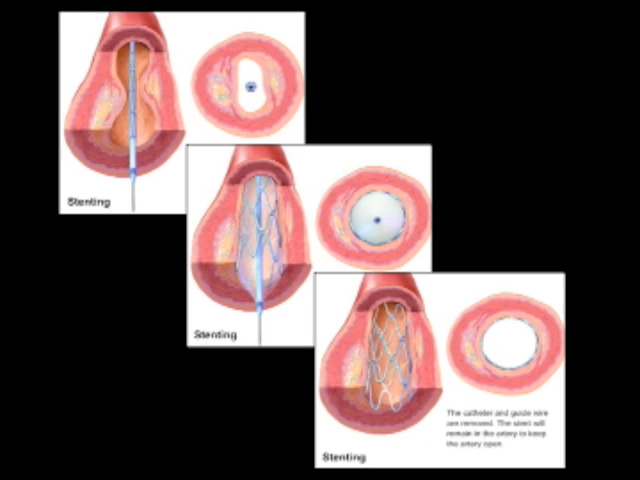 Stenting
Stenting
The catheter and guide wire
are removed. The stent will
remain in the artery to keep
the artery open.
Stenting